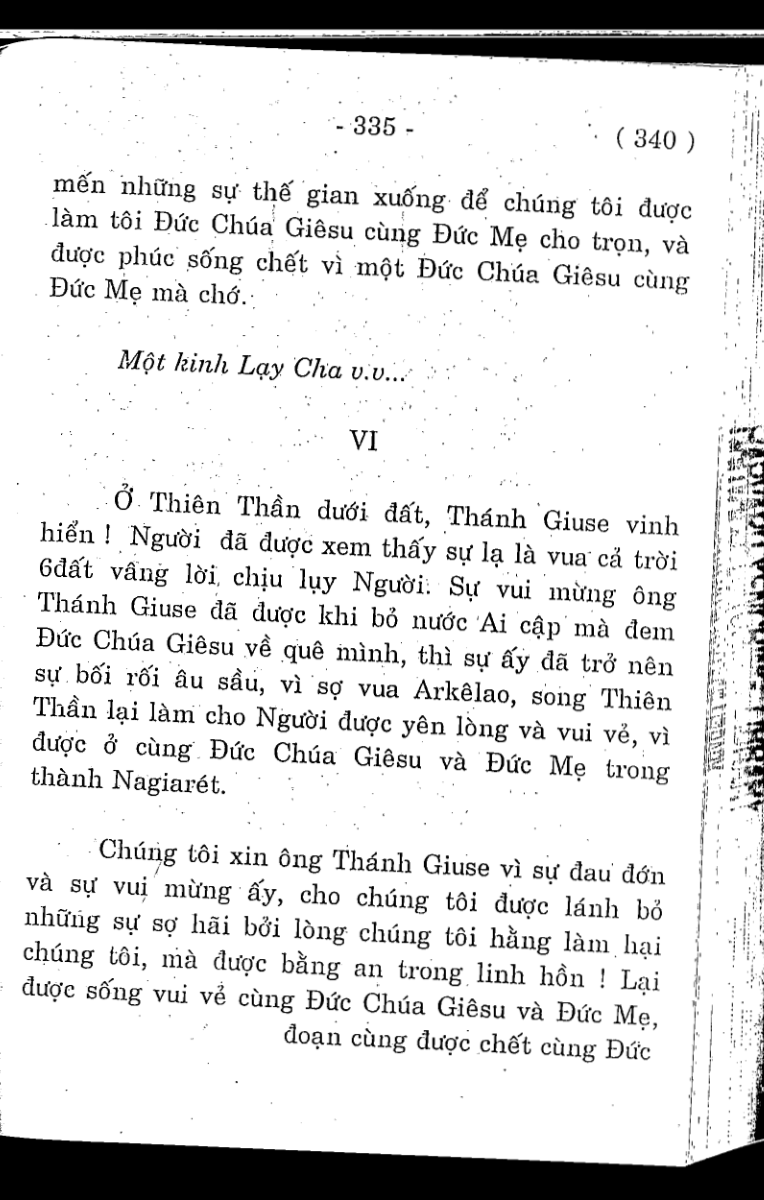 - 335 -
( 340 )
mến những sự thế gian xuống để chúng tôi được
làm tôi Đức Chúa Giêsu cùng Đức Mẹ cho trọn, và
được phúc sống chết vì một Đức Chúa Giêsu cùng
Đức Mẹ mà chớ.
Một kinh Lạy Cha v.v...
VI
Ở Thiên Thần dưới đất, Thánh Giuse vinh
hiển ! Người đã được xem thấy sự lạ là vua cả trời
6đất vâng lời chịu lụy Người. Sự vui mừng ông
Thánh Giuse đã được khi bỏ nước Ai cập mà đem
Đức Chúa Giêsu về quê mình, thì sự ấy đã trở nên
sự bối rối âu sầu, vì sợ vua Arkêlao, song Thiên
Thần lại làm cho Người được yên lòng và vui vẻ, vì
được ở cùng Đức Chúa Giêsu và Đức Mẹ trong
thành Nagiarét.
Chúng tôi xin ông Thánh Giuse vì sự đau đớn
và sự vui mừng ấy, cho chúng tôi được lánh bỏ
những sự sợ hãi bởi lòng chúng tôi hằng làm hại
chúng tôi, mà được bằng an trong linh hồn ! Lại
được sống vui vẻ cùng Đức Chúa Giêsu và Đức Mẹ,
đoạn cùng được chết cùng Đức